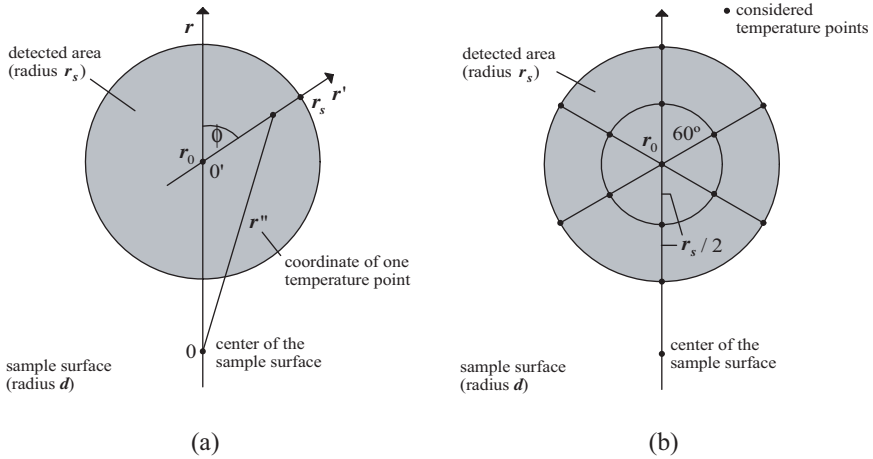 r
detected area
(radius r_s)
r_s r'
ϕ
r_0
0'
r"
coordinate of one
temperature point
0
center of the
sample surface
sample surface
(radius d)
(a)
considered
temperature points
detected area
(radius r_s)
r_0
60º
r_s / 2
center of the
sample surface
sample surface
(radius d)
(b)